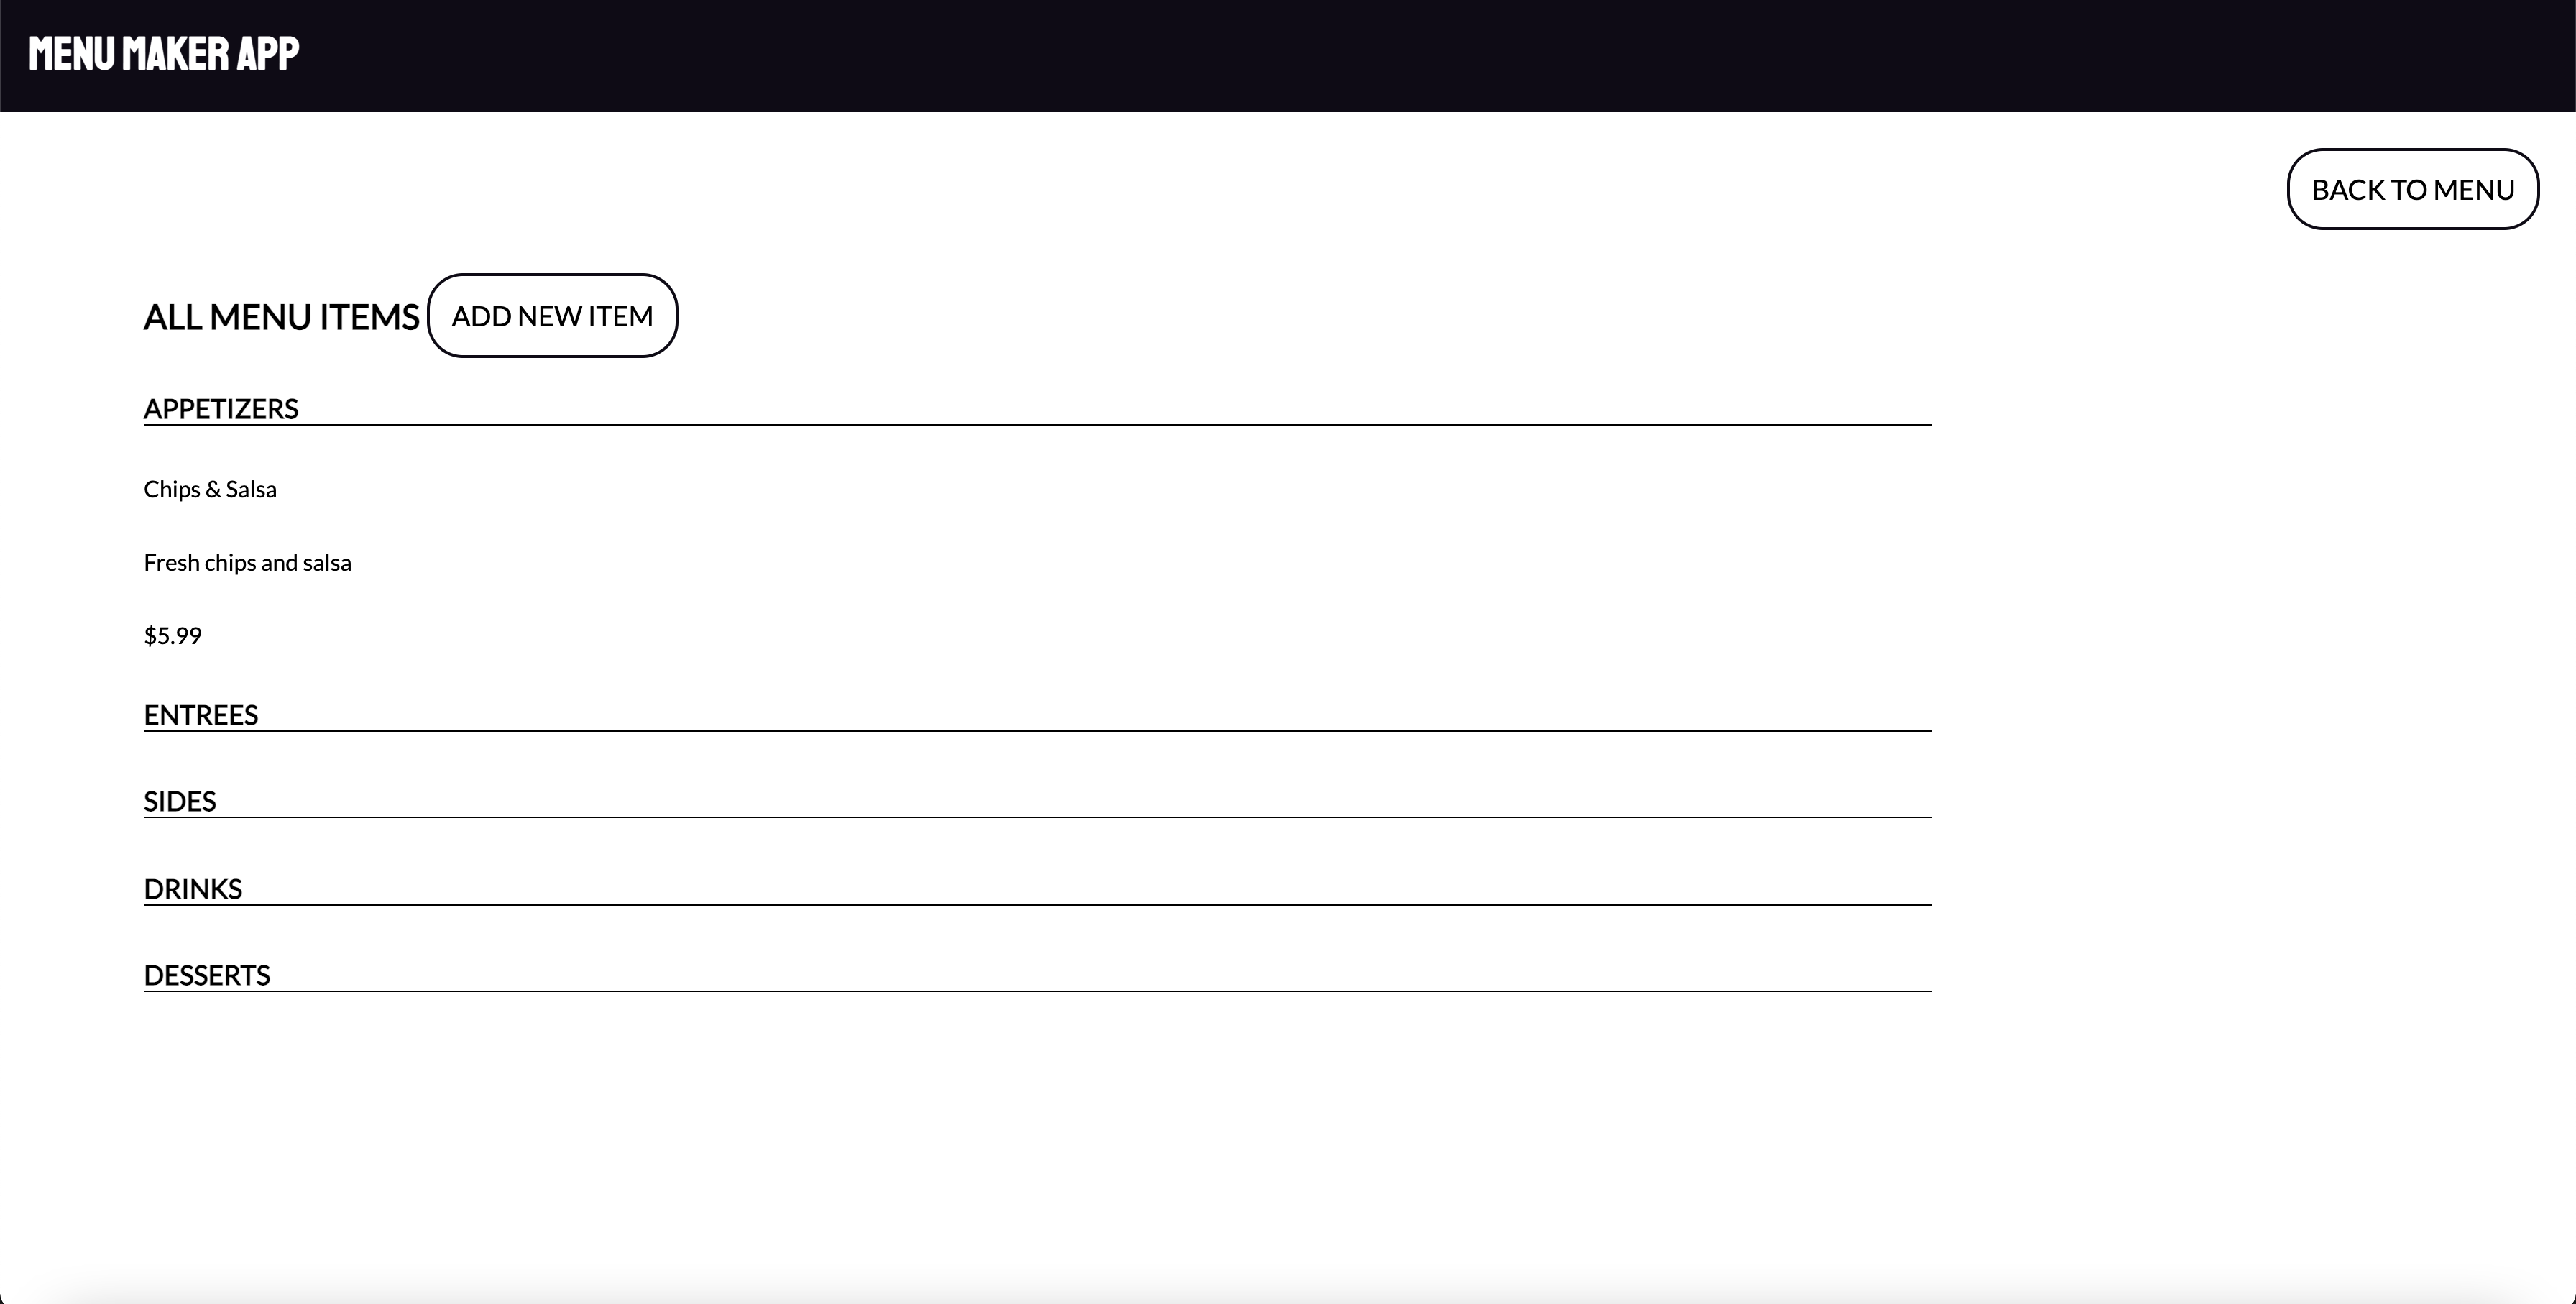 MENU MAKER APP
BACK TO MENU
ALL MENU ITEMS ADD NEW ITEM
APPETIZERS
Chips & Salsa
Fresh chips and salsa
$5.99
ENTREES
SIDES
DRINKS
DESSERTS